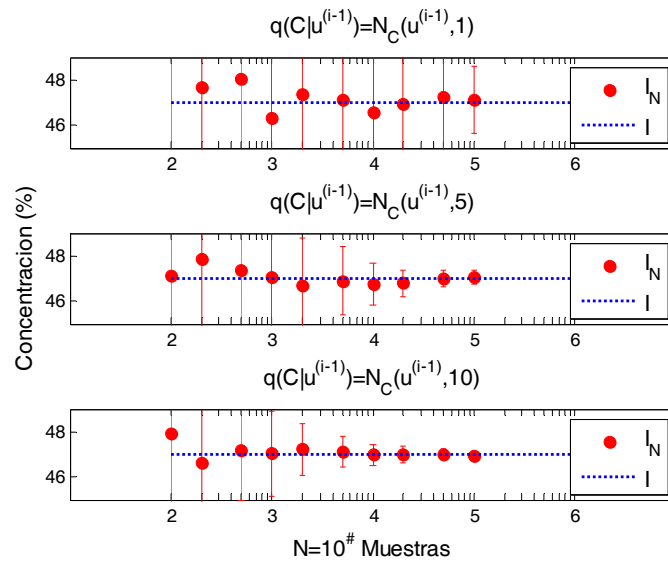 q(C|u^(i-1))=N_C(u^(i-1),1)
48
46
2 3 4 5 6
I_N
I
q(C|u^(i-1))=N_C(u^(i-1),5)
Concentracion (%)
48
46
2 3 4 5 6
I_N
I
q(C|u^(i-1))=N_C(u^(i-1),10)
48
46
2 3 4 5 6
I_N
I
N=10^# Muestras